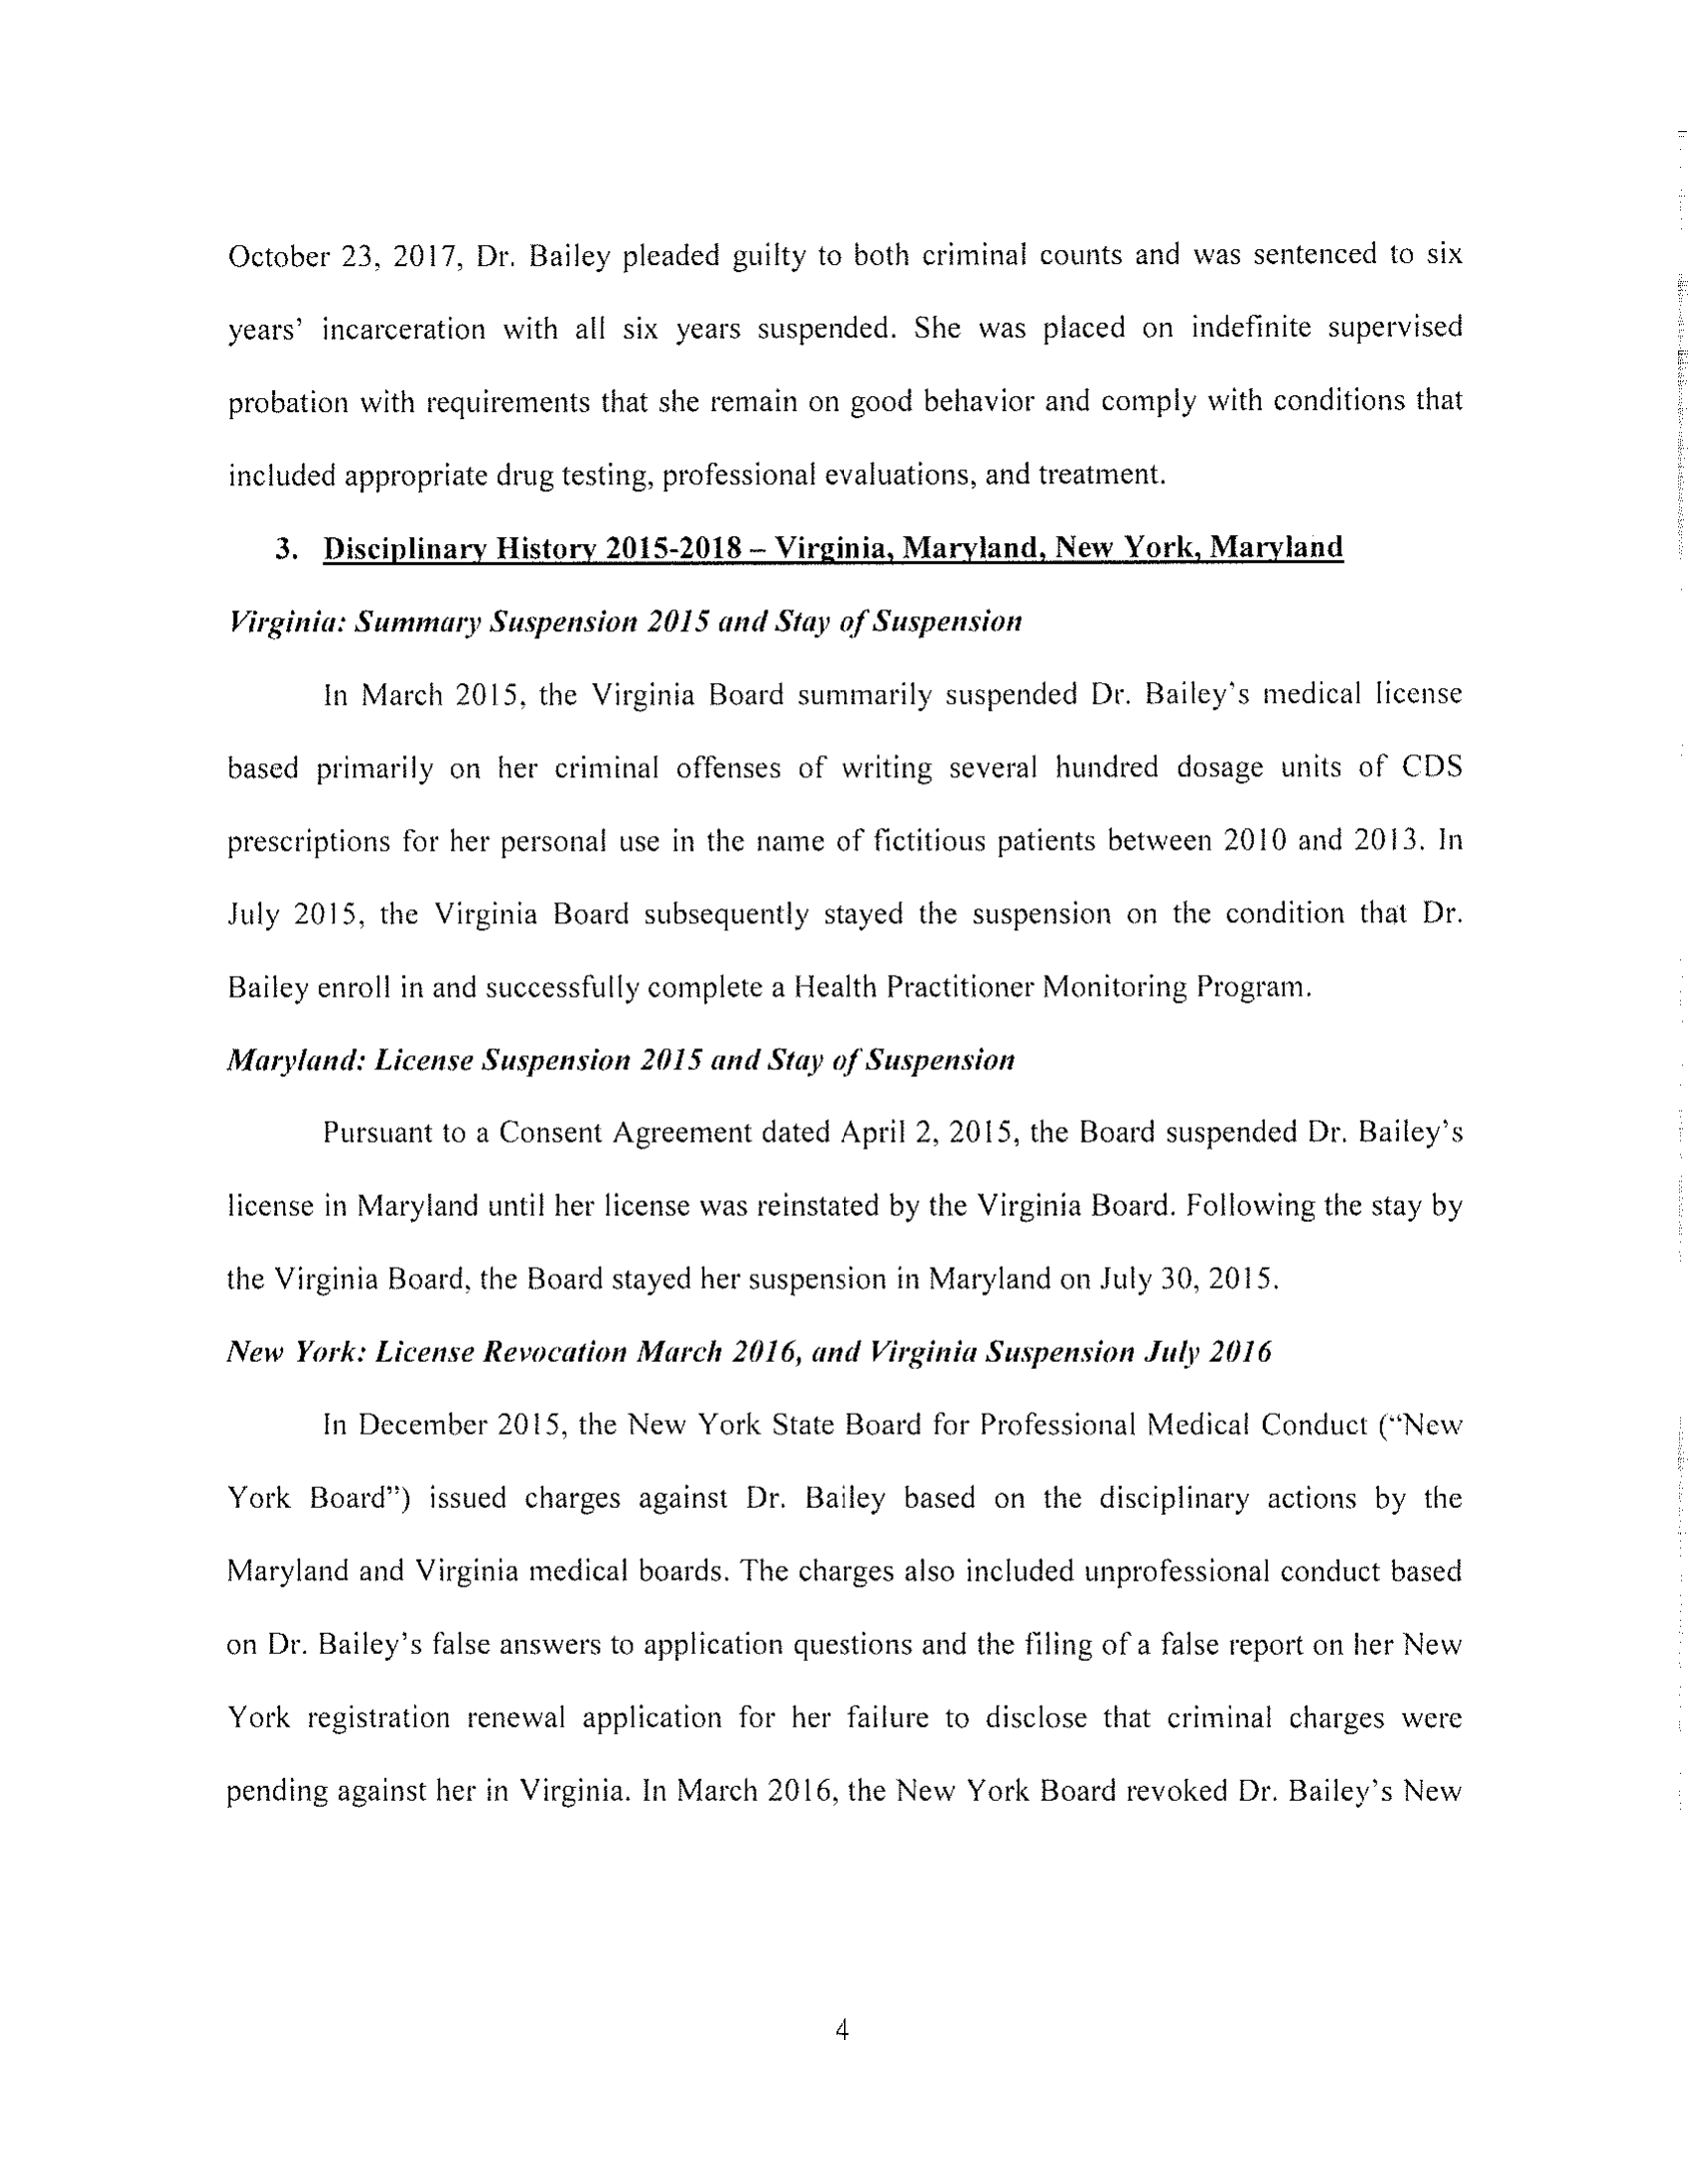 October 23, 2017, Dr. Bailey pleaded guilty to both criminal counts and was sentenced to six
years’ incarceration with all six years suspended. She was placed on indefinite supervised
probation with requirements that she remain on good behavior and comply with conditions that
included appropriate drug testing, professional evaluations, and treatment.
3. Disciplinary History 2015-2018 – Virginia, Maryland, New York, Maryland
Virginia: Summary Suspension 2015 and Stay of Suspension
In March 2015, the Virginia Board summarily suspended Dr. Bailey’s medical license
based primarily on her criminal offenses of writing several hundred dosage units of CDS
prescriptions for her personal use in the name of fictitious patients between 2010 and 2013. In
July 2015, the Virginia Board subsequently stayed the suspension on the condition that Dr.
Bailey enroll in and successfully complete a Health Practitioner Monitoring Program.
Maryland: License Suspension 2015 and Stay of Suspension
Pursuant to a Consent Agreement dated April 2, 2015, the Board suspended Dr. Bailey’s
license in Maryland until her license was reinstated by the Virginia Board. Following the stay by
the Virginia Board, the Board stayed her suspension in Maryland on July 30, 2015.
New York: License Revocation March 2016, and Virginia Suspension July 2016
In December 2015, the New York State Board for Professional Medical Conduct (“New
York Board”) issued charges against Dr. Bailey based on the disciplinary actions by the
Maryland and Virginia medical boards. The charges also included unprofessional conduct based
on Dr. Bailey’s false answers to application questions and the filing of a false report on her New
York registration renewal application for her failure to disclose that criminal charges were
pending against her in Virginia. In March 2016, the New York Board revoked Dr. Bailey’s New
4